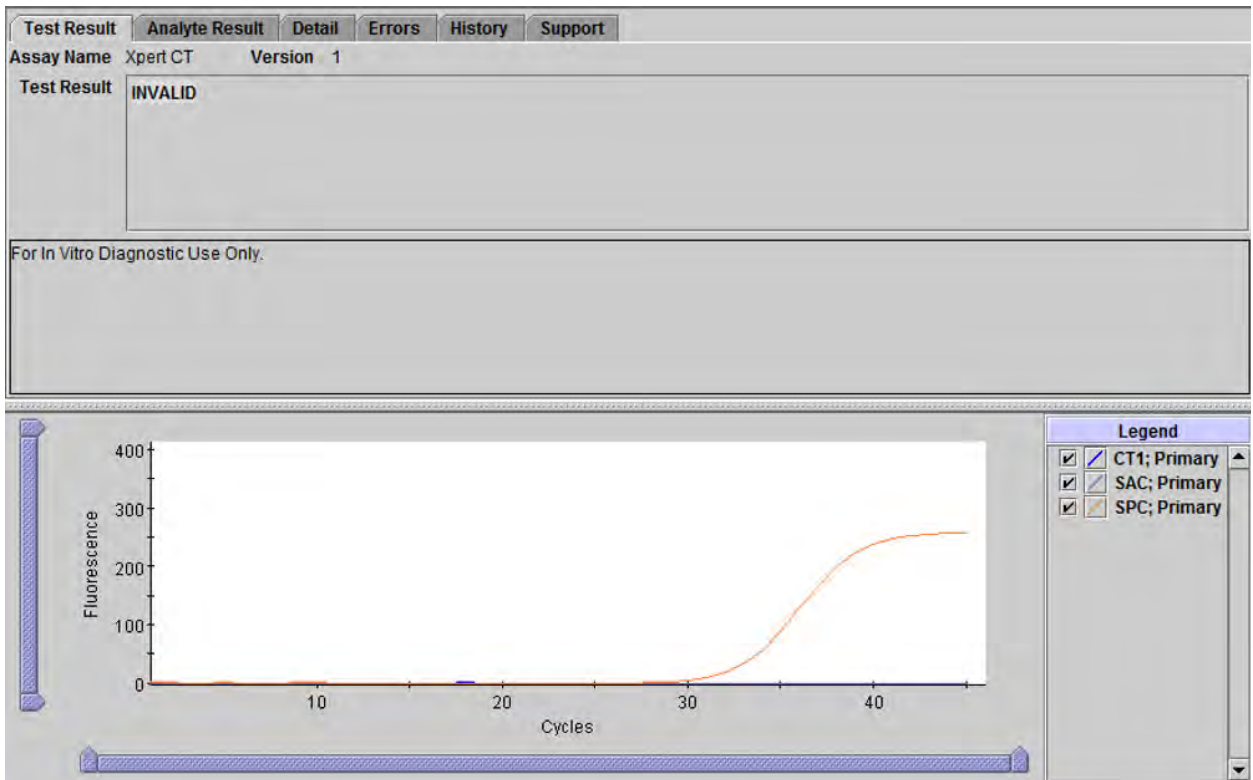 Test Result Analyte Result Detail Errors History Support
Assay Name Xpert CT Version 1
Test Result INVALID
For In Vitro Diagnostic Use Only.
Legend
CT1; Primary
SAC; Primary
SPC; Primary
400
300
200
100
0
Fluorescence
10 20 30 40
Cycles